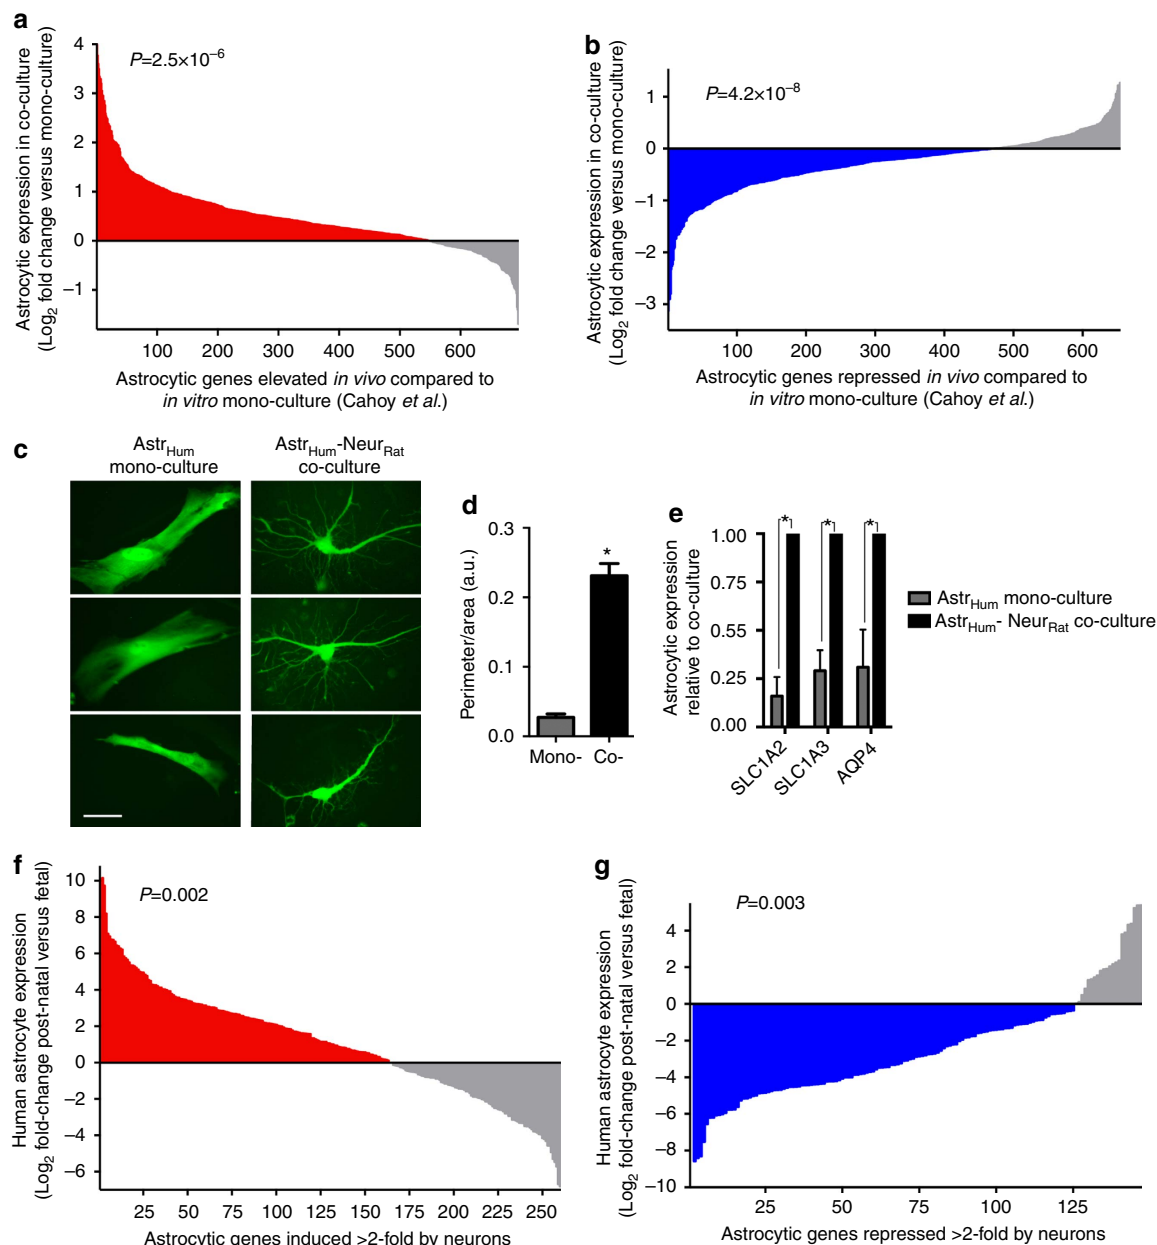 a
Astrocytic expression in co-culture
(Log2 fold change versus mono-culture)
4
3
2
1
0
–1
P=2.5×10–6
100 200 300 400 500 600
Astrocytic genes elevated in vivo compared to
in vitro mono-culture (Cahoy et al.)
b
Astrocytic expression in co-culture
(Log2 fold change versus mono-culture)
1
0
–1
–2
–3
P=4.2×10–8
100 200 300 400 500 600
Astrocytic genes repressed in vivo compared to
in vitro mono-culture (Cahoy et al.)
c
AstrHum
mono-culture
AstrHum-NeurRat
co-culture
d
Perimeter/area (a.u.)
0.3
0.2
0.1
0.0
*
Mono- Co-
e
Astrocytic expression
relative to co-culture
1.00
0.75
0.55
0.25
0.00
* * *
SLC1A2
SLC1A3
AQP4
AstrHum mono-culture
AstrHum- NeurRat co-culture
f
Human astrocyte expression
(Log2 fold-change post-natal versus fetal)
10
8
6
4
2
0
–2
–4
–6
P=0.002
25 50 75 100 125 150 175 200 225 250
Astrocytic genes induced >2-fold by neurons
g
Human astrocyte expression
(Log2 fold-change post-natal versus fetal)
4
2
0
–2
–4
–6
–8
–10
P=0.003
25 50 75 100 125
Astrocytic genes repressed >2-fold by neurons